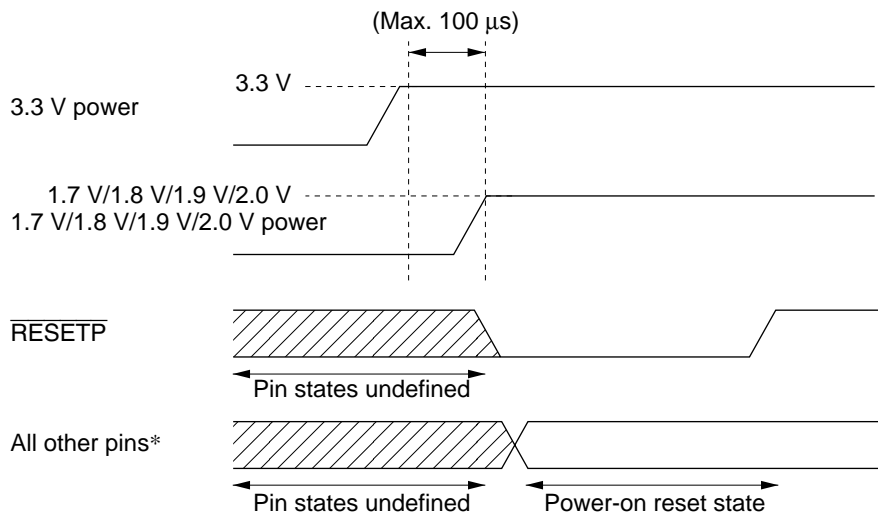 (Max. 100 μs)
3.3 V
3.3 V power
1.7 V/1.8 V/1.9 V/2.0 V
1.7 V/1.8 V/1.9 V/2.0 V power
RESETP
Pin states undefined
All other pins*
Pin states undefined
Power-on reset state